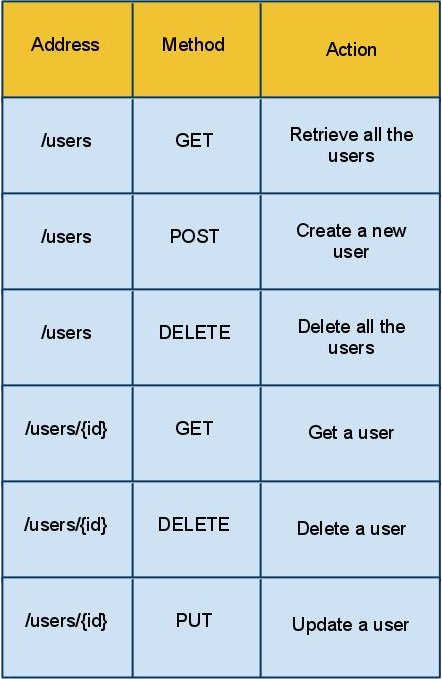 Address Method Action
/users GET Retrieve all the
users
/users POST Create a new
user
/users DELETE Delete all the
users
/users/{id} GET Get a user
/users/{id} DELETE Delete a user
/users/{id} PUT Update a user